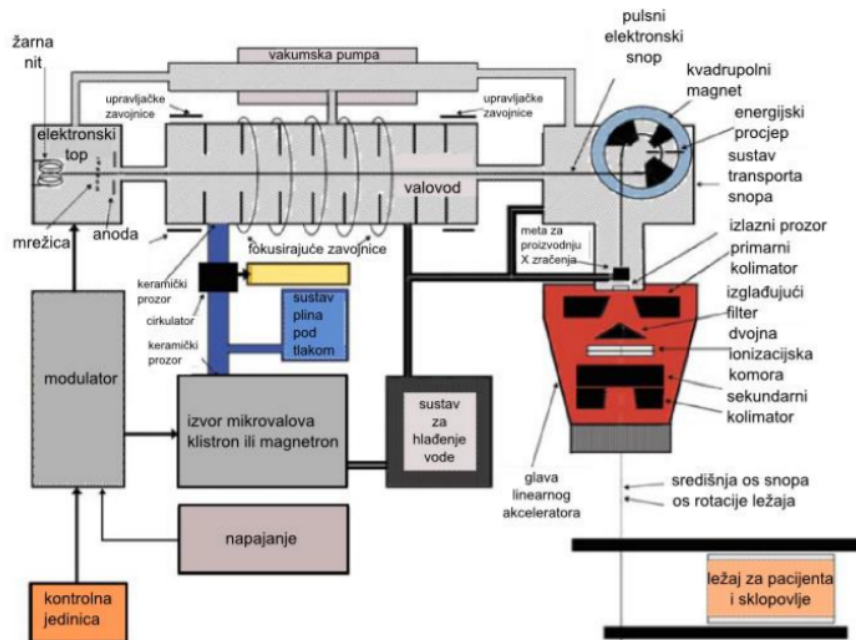 žarna
nit
vakumska pumpa
pulsni
elektronski
snop
kvadrupolni
magnet
energijski
procjep
sustav
transporta
snopa
upravljačke
zavojnice
upravljačke
zavojnice
elektronski
top
valovod
mrežica
anoda
fokusirajuće zavojnice
meta za
proizvodnju
X zračenja
izlazni prozor
primarni
kolimator
izglađujući
filter
dvojna
ionizacijska
komora
sekundarni
kolimator
keramički
prozor
cirkulator
keramički
prozor
sustav
plina
pod
tlakom
modulator
izvor mikrovalova
klistron ili magnetron
sustav
za
hlađenje
vode
glava
linearnog
akceleratora
središnja os snopa
os rotacije ležaja
napajanje
kontrolna
jedinica
ležaj za pacijenta
i sklopovlje